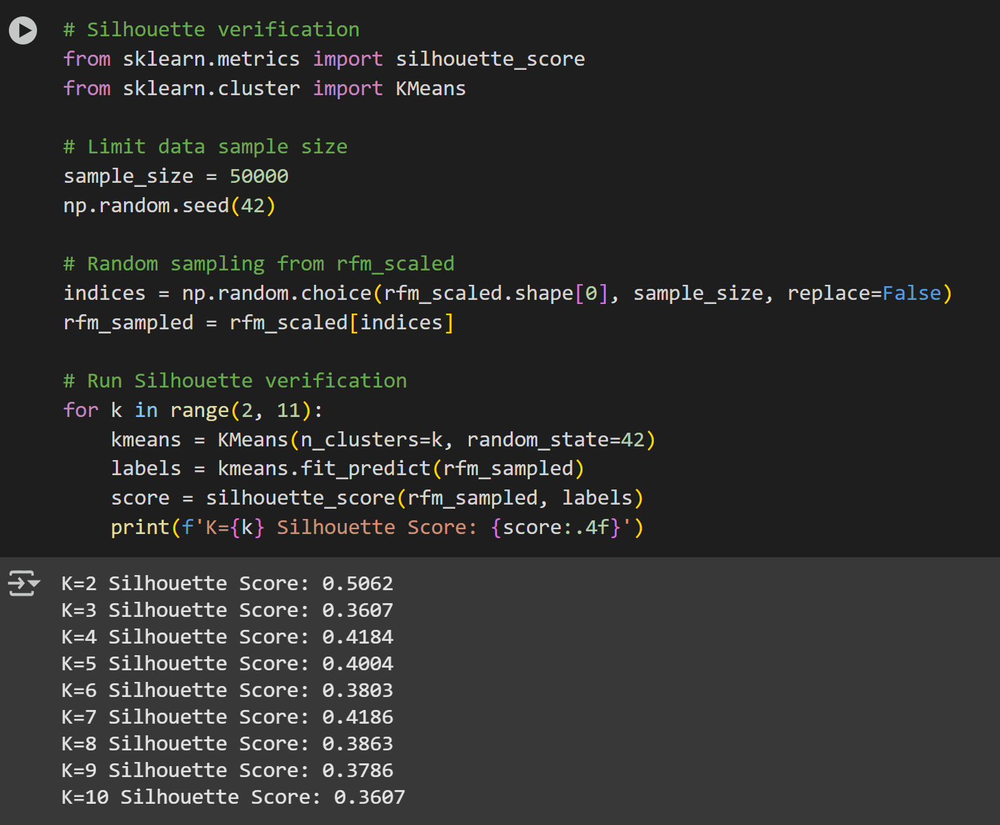 # Silhouette verification
from sklearn.metrics import silhouette_score
from sklearn.cluster import KMeans

# Limit data sample size
sample_size = 50000
np.random.seed(42)

# Random sampling from rfm_scaled
indices = np.random.choice(rfm_scaled.shape[0], sample_size, replace=False)
rfm_sampled = rfm_scaled[indices]

# Run Silhouette verification
for k in range(2, 11):
    kmeans = KMeans(n_clusters=k, random_state=42)
    labels = kmeans.fit_predict(rfm_sampled)
    score = silhouette_score(rfm_sampled, labels)
    print(f'K={k} Silhouette Score: {score:.4f}')

K=2 Silhouette Score: 0.5062
K=3 Silhouette Score: 0.3607
K=4 Silhouette Score: 0.4184
K=5 Silhouette Score: 0.4004
K=6 Silhouette Score: 0.3803
K=7 Silhouette Score: 0.4186
K=8 Silhouette Score: 0.3863
K=9 Silhouette Score: 0.3786
K=10 Silhouette Score: 0.3607